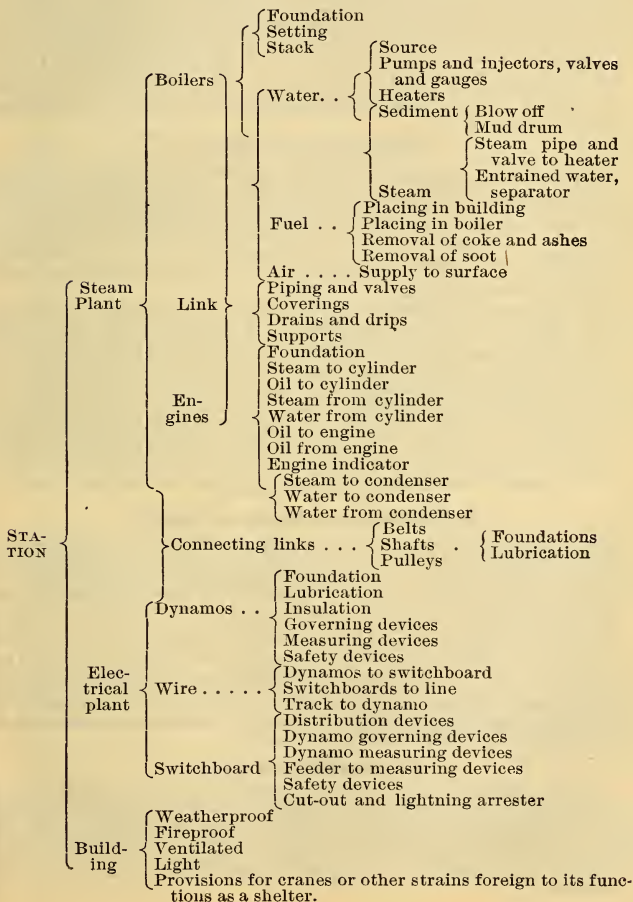 Foundation
Setting
Stack
Source
Pumps and injectors, valves
Boilers
and gauges
Water. .
Heaters
Sediment
Blow off
Mud drum
Steam pipe and
valve to heater
Entrained water,
Steam
separator
Placing in building
Fuel . .
Placing in boiler
Removal of coke and ashes
Removal of soot
Air . . . . Supply to surface
Steam
Piping and valves
Plant
Link
Coverings
Drains and drips
Supports
Foundation
Steam to cylinder
Oil to cylinder
En-
Steam from cylinder
gines
Water from cylinder
Oil to engine
Oil from engine
Engine indicator
Steam to condenser
Water to condenser
Water from condenser
STA-
TION
Belts
Connecting links . . .
Shafts .
Foundations
Pulleys
Lubrication
Foundation
Lubrication
Dynamos . .
Insulation
Governing devices
Measuring devices
Safety devices
Elec-
trical
plant
Dynamos to switchboard
Wire . . . . .
Switchboards to line
Track to dynamo
Distribution devices
Dynamo governing devices
Dynamo measuring devices
Switchboard
Feeder to measuring devices
Safety devices
Cut-out and lightning arrester
Weatherproof
Fireproof
Build-
ing
Ventilated
Light
Provisions for cranes or other strains foreign to its func-
tions as a shelter.